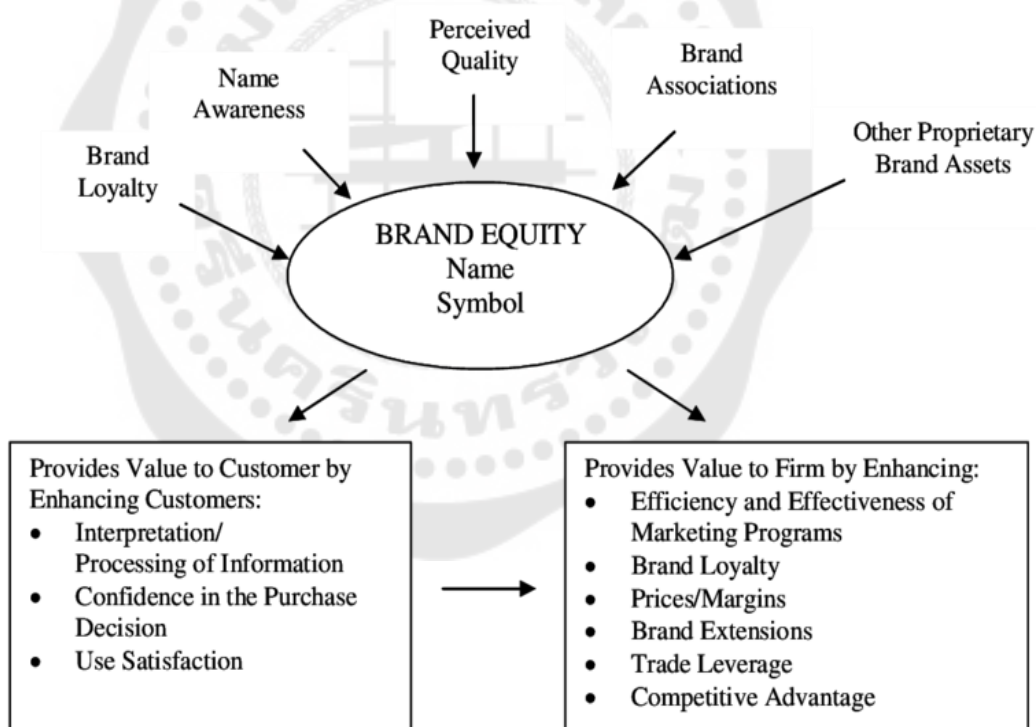 Perceived
Quality
Brand
Associations
Name
Awareness
Other Proprietary
Brand Assets
Brand
Loyalty
BRAND EQUITY
Name
Symbol
Provides Value to Customer by
Enhancing Customers:
• Interpretation/
Processing of Information
• Confidence in the Purchase
Decision
• Use Satisfaction
Provides Value to Firm by Enhancing:
• Efficiency and Effectiveness of
Marketing Programs
• Brand Loyalty
• Prices/Margins
• Brand Extensions
• Trade Leverage
• Competitive Advantage